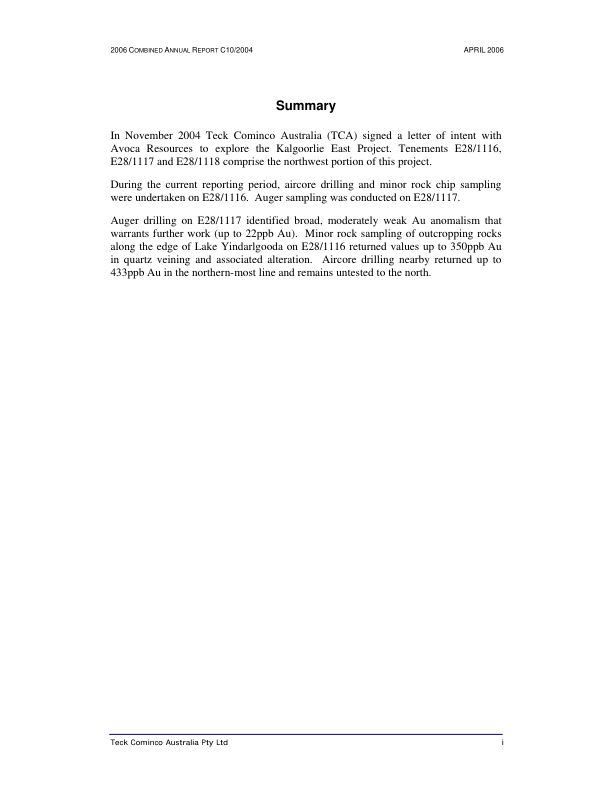 2006 COMBINED ANNUAL REPORT C10/2004 APRIL 2006
Summary
In November 2004 Teck Cominco Australia (TCA) signed a letter of intent with
Avoca Resources to explore the Kalgoorlie East Project. Tenements E28/1116,
E28/1117 and E28/1118 comprise the northwest portion of this project.
During the current reporting period, aircore drilling and minor rock chip sampling
were undertaken on E28/1116.  Auger sampling was conducted on E28/1117.
Auger drilling on E28/1117 identified broad, moderately weak Au anomalism that
warrants further work (up to 22ppb Au).  Minor rock sampling of outcropping rocks
along the edge of Lake Yindarlgooda on E28/1116 returned values up to 350ppb Au
in quartz veining and associated alteration.  Aircore drilling nearby returned up to
433ppb Au in the northern-most line and remains untested to the north.
Teck Cominco Australia Pty Ltd i